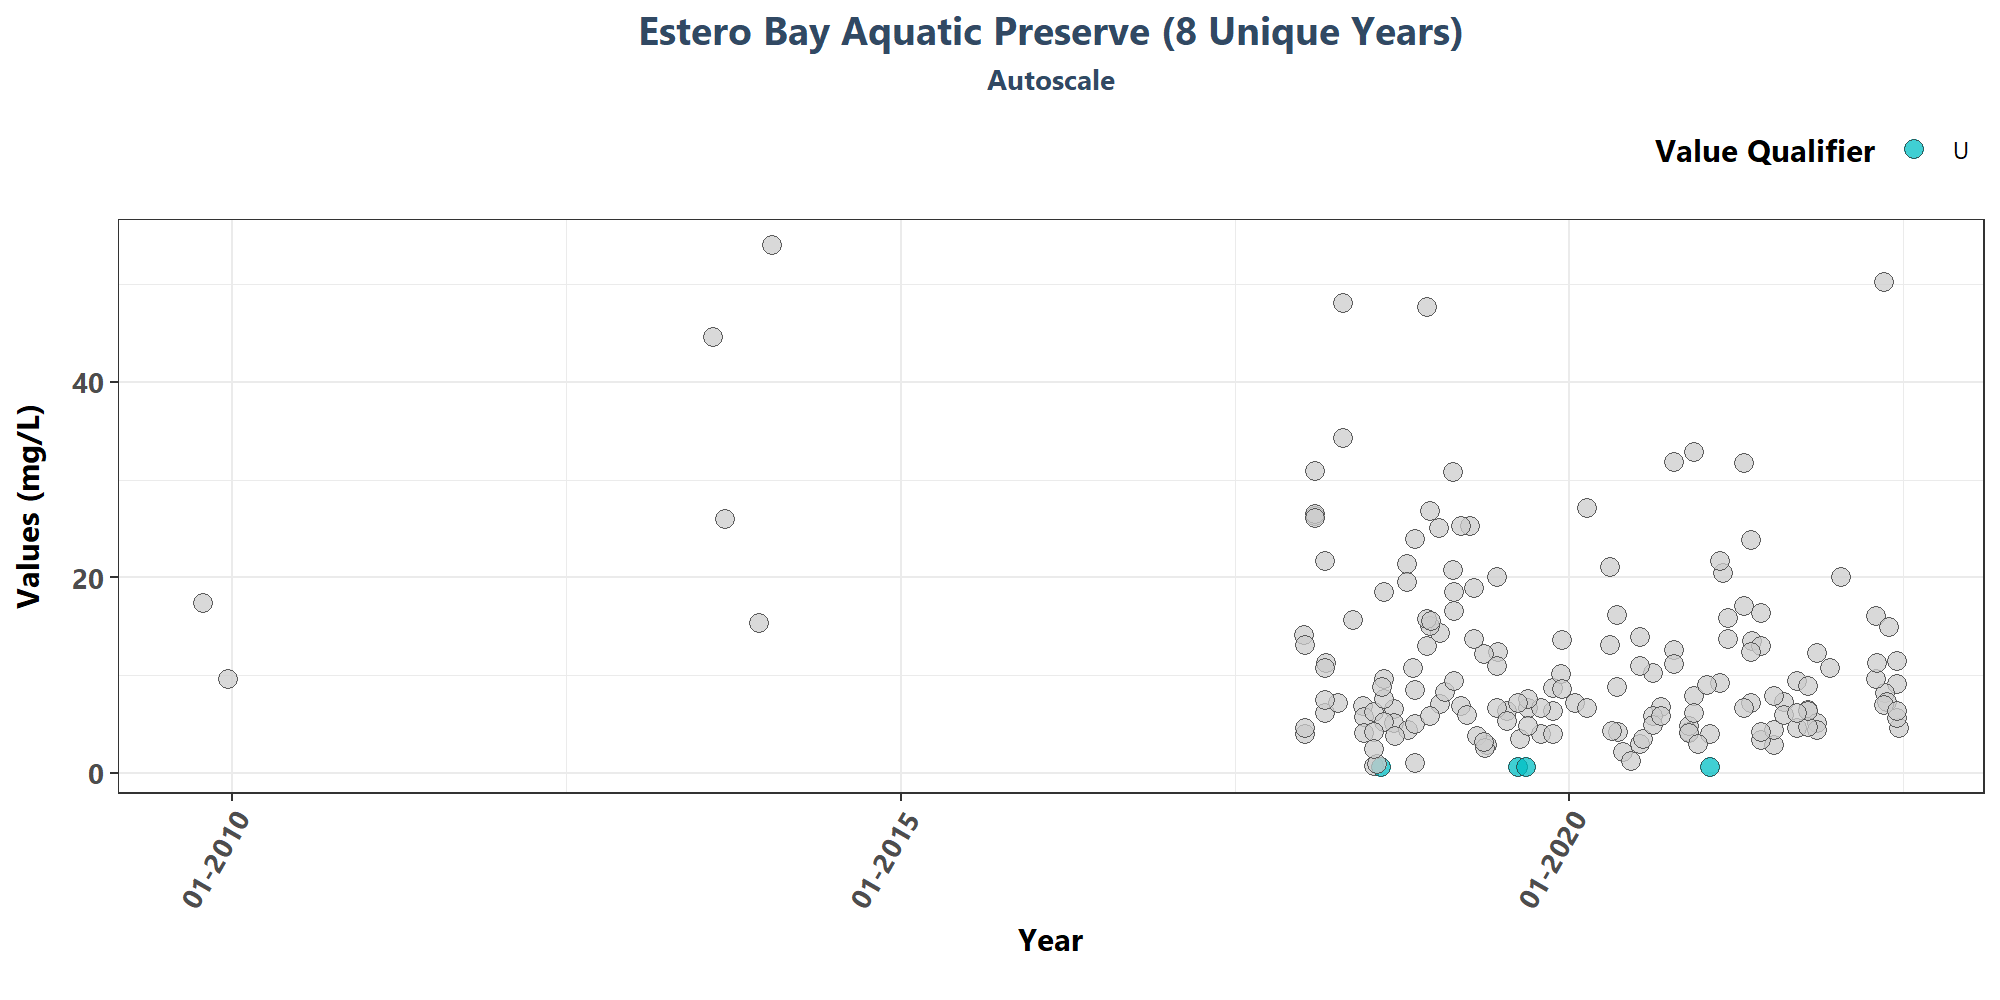 Estero Bay Aquatic Preserve (8 Unique Years)
Autoscale
Value Qualifier U
Values (mg/L)
40
20
0
01-2010
01-2015
01-2020
Year